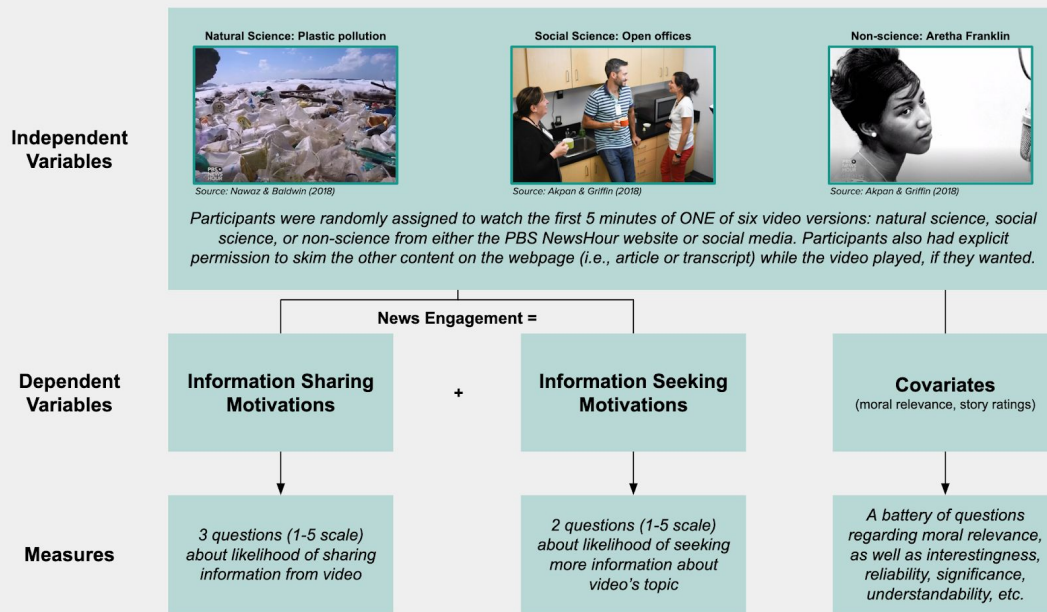 Natural Science: Plastic pollution
Social Science: Open offices
Non-science: Aretha Franklin
Independent
Variables
Source: Nawaz & Baldwin (2018)
Source: Akpan & Griffin (2018)
Source: Akpan & Griffin (2018)
Participants were randomly assigned to watch the first 5 minutes of ONE of six video versions: natural science, social
science, or non-science from either the PBS NewsHour website or social media. Participants also had explicit
permission to skim the other content on the webpage (i.e., article or transcript) while the video played, if they wanted.
News Engagement =
Dependent
Variables
Information Sharing
Motivations
+
Information Seeking
Motivations
Covariates
(moral relevance, story ratings)
Measures
3 questions (1-5 scale)
about likelihood of sharing
information from video
2 questions (1-5 scale)
about likelihood of seeking
more information about
video's topic
A battery of questions
regarding moral relevance,
as well as interestingness,
reliability, significance,
understandability, etc.